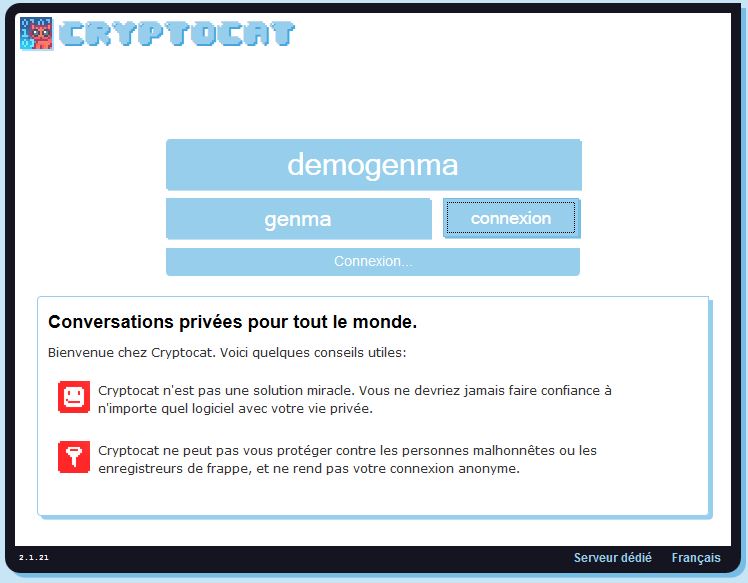 CRYPTOCAT
demogenma
genma
connexion
Connexion...
Conversations privées pour tout le monde.
Bienvenue chez Cryptocat. Voici quelques conseils utiles:
Cryptocat n'est pas une solution miracle. Vous ne devriez jamais faire confiance à
n'importe quel logiciel avec votre vie privée.
Cryptocat ne peut pas vous protéger contre les personnes malhonnêtes ou les
enregistreurs de frappe, et ne rend pas votre connexion anonyme.
2.1.21
Serveur dédié
Français